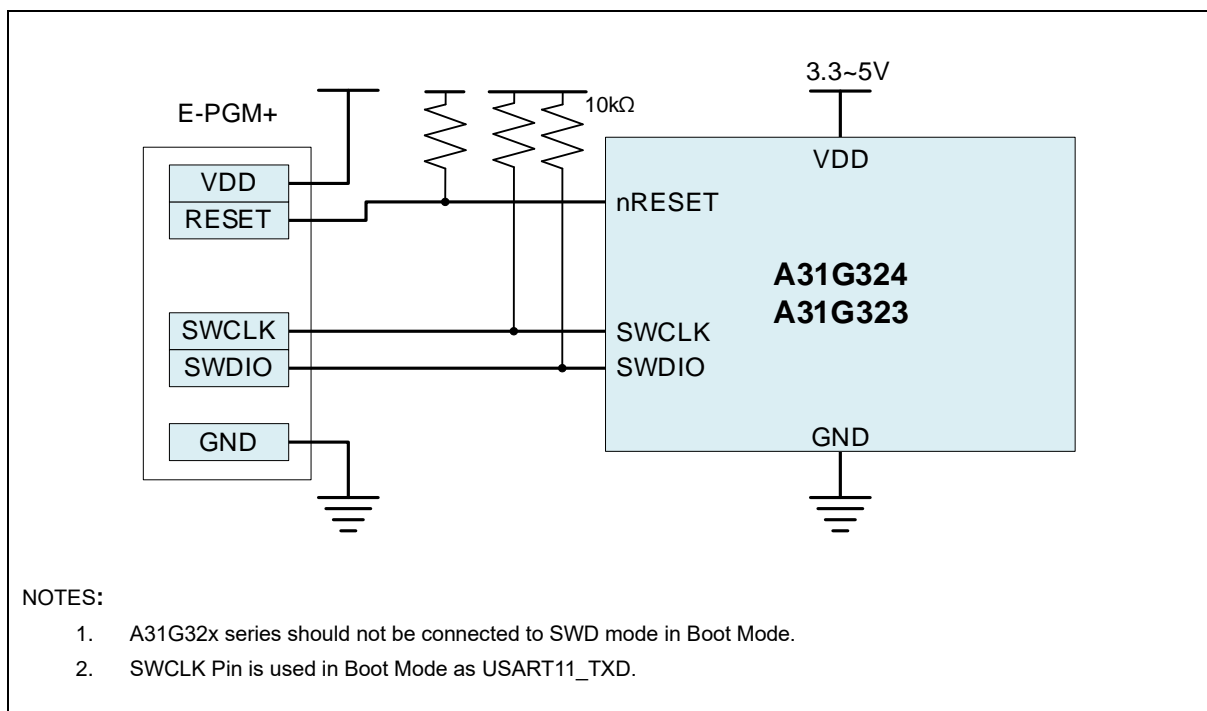 3.3~5V
10kΩ
E-PGM+
VDD
VDD
RESET
nRESET
A31G324
A31G323
SWCLK
SWCLK
SWDIO
SWDIO
GND
GND
NOTES:
1. A31G32x series should not be connected to SWD mode in Boot Mode.
2. SWCLK Pin is used in Boot Mode as USART11_TXD.